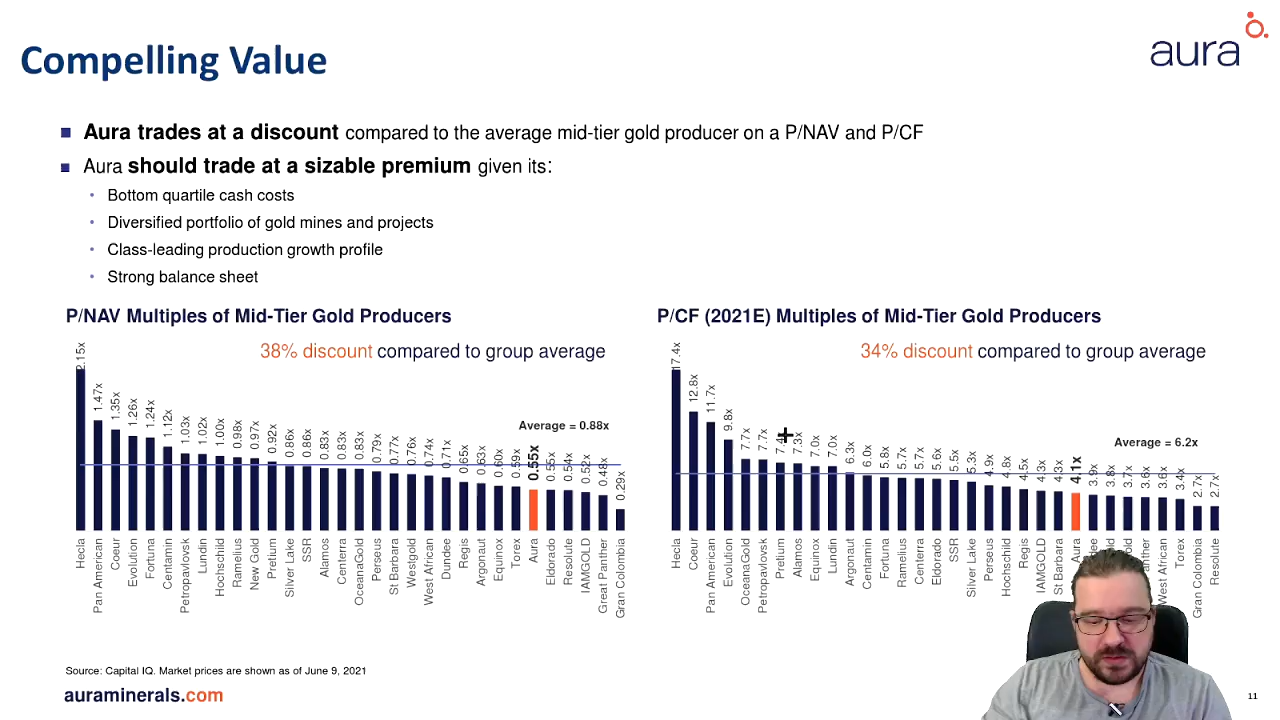 Compelling Value
aura
Aura trades at a discount compared to the average mid-tier gold producer on a P/NAV and P/CF
Aura should trade at a sizable premium given its:
Bottom quartile cash costs
Diversified portfolio of gold mines and projects
Class-leading production growth profile
Strong balance sheet
P/NAV Multiples of Mid-Tier Gold Producers
38% discount compared to group average
Average = 0.88x
2.15x
1.47x
1.35x
1.26x
1.24x
1.12x
1.03x
1.02x
1.00x
0.98x
0.97x
0.92x
0.86x
0.86x
0.83x
0.83x
0.83x
0.79x
0.77x
0.76x
0.74x
0.71x
0.65x
0.63x
0.60x
0.59x
0.55x
0.55x
0.54x
0.52x
0.48x
0.29x
Hecla
Pan American
Coeur
Evolution
Fortuna
Centamin
Petropavlovsk
Lundin
Hochschild
Ramelius
New Gold
Pretium
Silver Lake
SSR
Alamos
Centerra
OceanaGold
Perseus
St Barbara
Westgold
West African
Dundee
Regis
Argonaut
Equinox
Torex
Aura
Eldorado
Resolute
IAMGOLD
Great Panther
Gran Colombia
P/CF (2021E) Multiples of Mid-Tier Gold Producers
34% discount compared to group average
Average = 6.2x
17.4x
12.8x
11.7x
9.8x
7.7x
7.7x
7.3x
7.0x
7.0x
6.3x
6.0x
5.8x
5.7x
5.7x
5.6x
5.5x
5.3x
4.9x
4.8x
4.5x
4.3x
4.3x
4.1x
3.9x
3.8x
3.7x
3.6x
3.6x
3.4x
2.7x
2.7x
Hecla
Coeur
Pan American
Evolution
OceanaGold
Petropavlovsk
Pretium
Alamos
Equinox
Lundin
Argonaut
Centamin
Fortuna
Ramelius
Centerra
Eldorado
SSR
Silver Lake
Perseus
Hochschild
Regis
IAMGOLD
St Barbara
Aura
West African
Torex
Gran Colombia
Resolute
Source: Capital IQ. Market prices are shown as of June 9, 2021
auraminerals.com
11